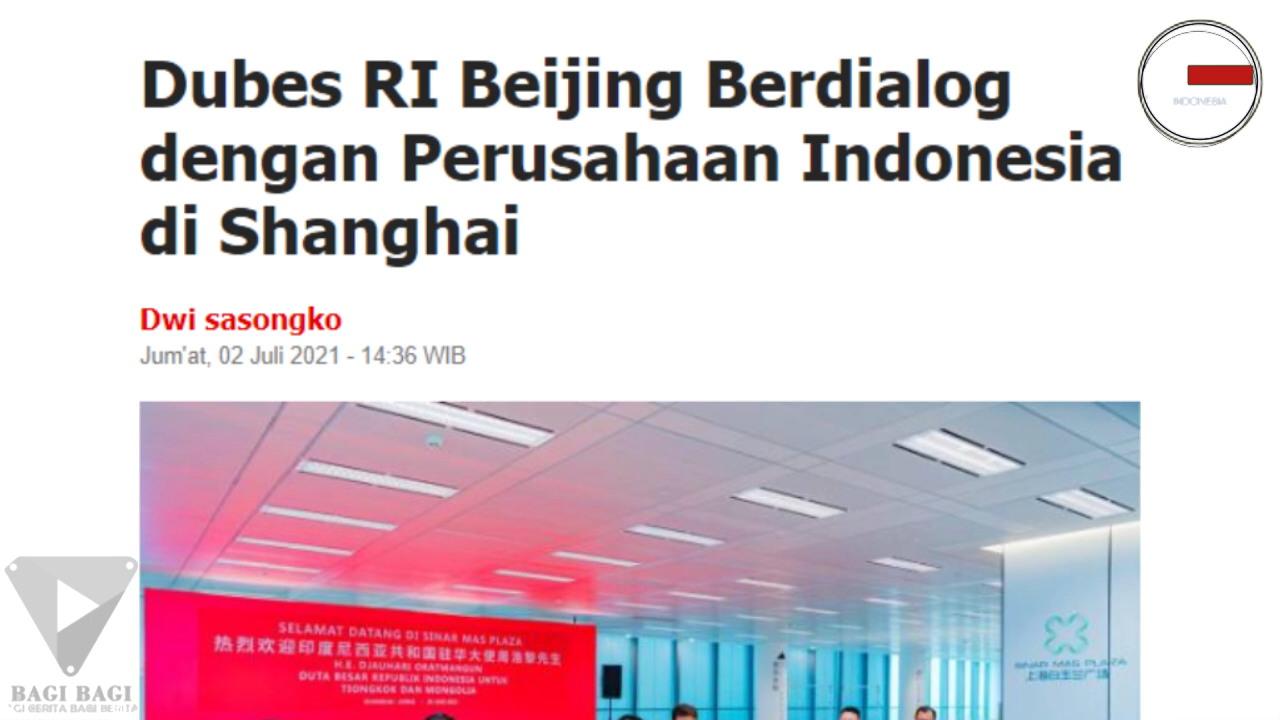 Dubes RI Beijing Berdialog
dengan Perusahaan Indonesia
di Shanghai
INDONESIA
Dwi sasongko
Jum'at, 02 Juli 2021 - 14:36 WIB
SELAMAT DATANG DI SINAR MAS PLAZA
热烈欢迎印度尼西亚共和国驻华大使周浩黎先生
H.E. DJAUHARI ORATMANGUN
DUTA BESAR REPUBLIK INDONESIA UNTUK
TIONGKOK DAN MONGOLIA
SINAR MAS PLAZA
上海白玉兰广场
BAGI BAGI
BAGI BERITA